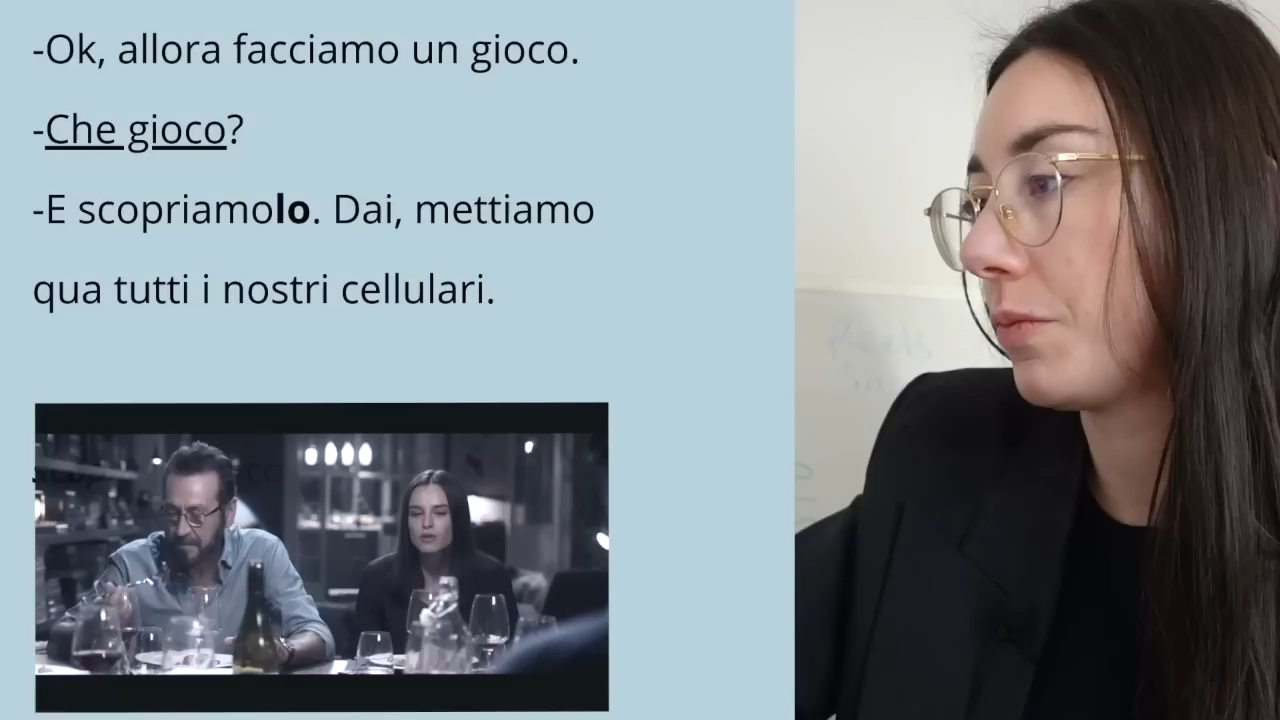 -Ok, allora facciamo un gioco.
-Che gioco?
-E scopriamolo. Dai, mettiamo
qua tutti i nostri cellulari.